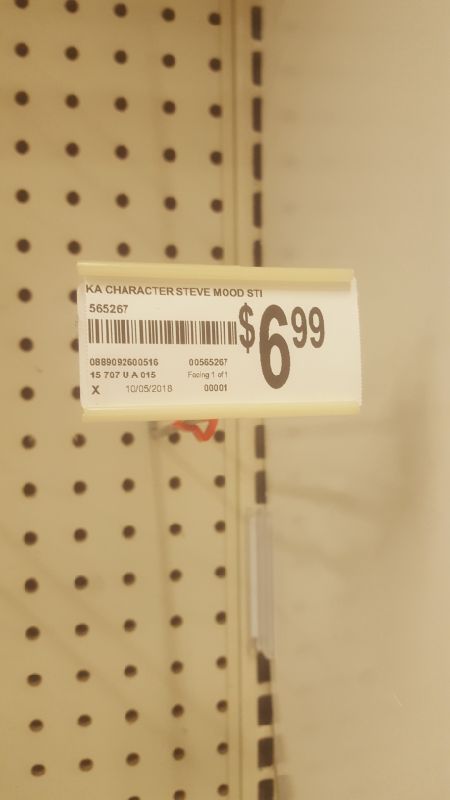 KA CHARACTER STEVE MOOD STI
565267
$6.99
0889092600516 00565267
15 707 U A 015 Facing 1 of 1
X 10/05/2018 00001